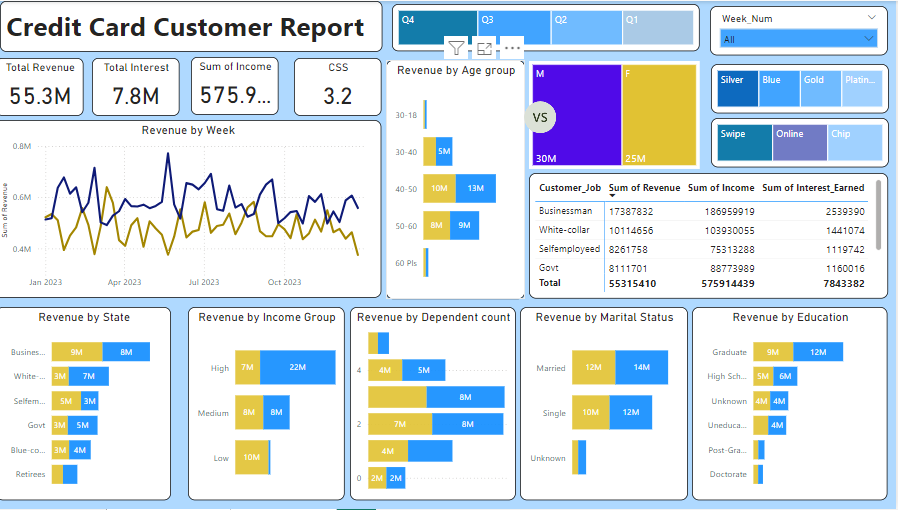 Credit Card Customer Report
Q4
Q3
Q2
Q1
Week_Num
All
Total Revenue
55.3M
Total Interest
7.8M
Sum of Income
575.9...
CSS
3.2
Silver
Blue
Gold
Platin...
Swipe
Online
Chip
Revenue by Week
Sum of Revenue
0.8M
0.6M
0.4M
Jan 2023
Apr 2023
Jul 2023
Oct 2023
Revenue by Age group
30-18
30-40
5M
40-50
10M
13M
50-60
8M
9M
60 Pls
M
30M
VS
F
25M
Customer_Job Sum of Revenue Sum of Income Sum of Interest_Earned
Businessman 17387832 186959919 2539390
White-collar 10114656 103930055 1441074
Selfemployeed 8261758 75313288 1119742
Govt 8111701 88773989 1160016
Total 55315410 575914439 7843382
Revenue by State
Busines... 9M 8M
White-... 3M 7M
Selfem... 5M 3M
Govt 3M 5M
Blue-co... 3M 4M
Retirees
Revenue by Income Group
High 7M 22M
Medium 8M 8M
Low 10M
Revenue by Dependent count
4 4M 5M
8M
2 7M 8M
4M
0 2M 2M
Revenue by Marital Status
Married 12M 14M
Single 10M 12M
Unknown
Revenue by Education
Graduate 9M 12M
High Sch... 5M 6M
Unknown 4M 4M
Uneduca... 4M
Post-Gra...
Doctorate